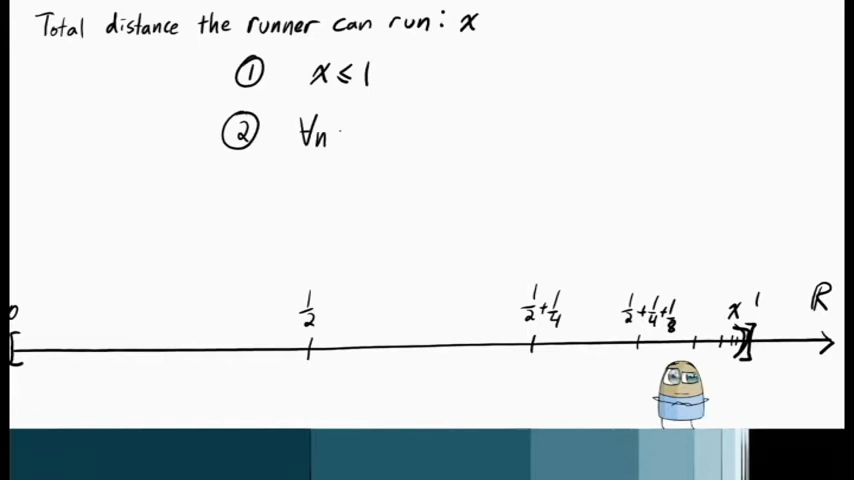 Total distance the runner can run: x
① x ≤ 1
② ∀n
0 1/2 1/2+1/4 1/2+1/4+1/8 x 1 ℝ